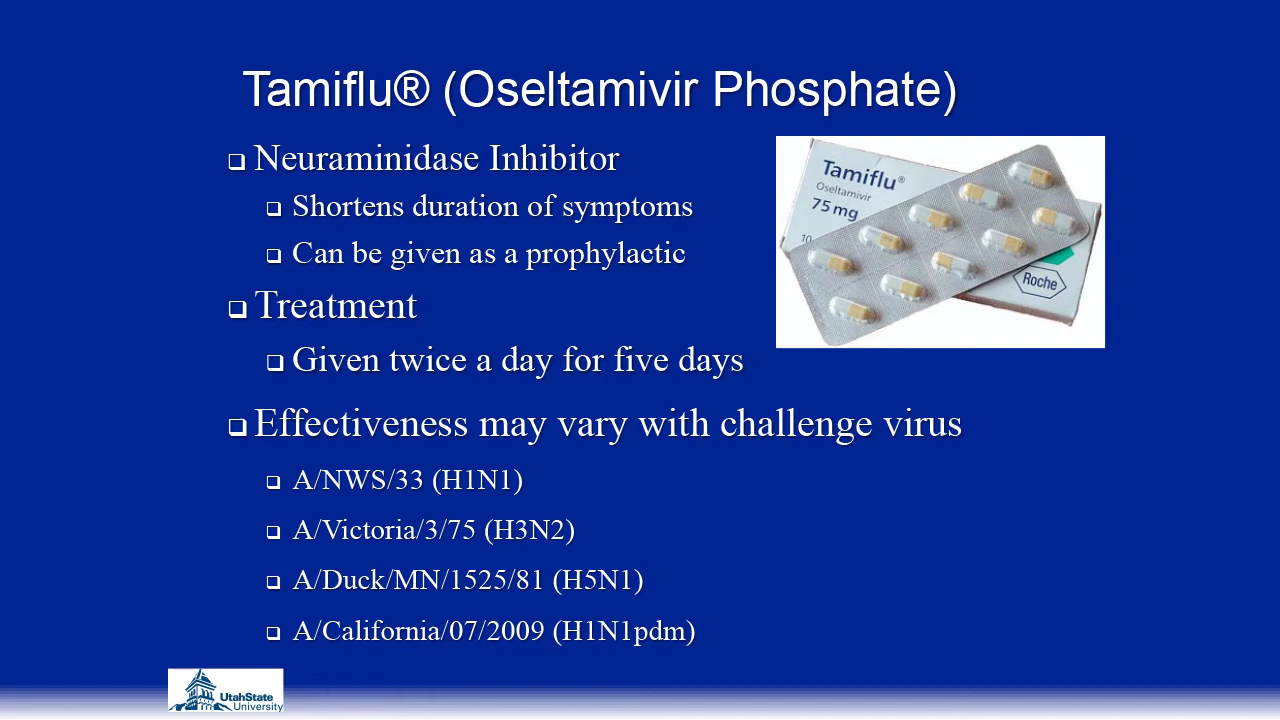 Tamiflu® (Oseltamivir Phosphate)
Neuraminidase Inhibitor
Shortens duration of symptoms
Can be given as a prophylactic
Treatment
Given twice a day for five days
Effectiveness may vary with challenge virus
A/NWS/33 (H1N1)
A/Victoria/3/75 (H3N2)
A/Duck/MN/1525/81 (H5N1)
A/California/07/2009 (H1N1pdm)
Tamiflu®
Oseltamivir
75 mg
10
Roche
UtahState
University